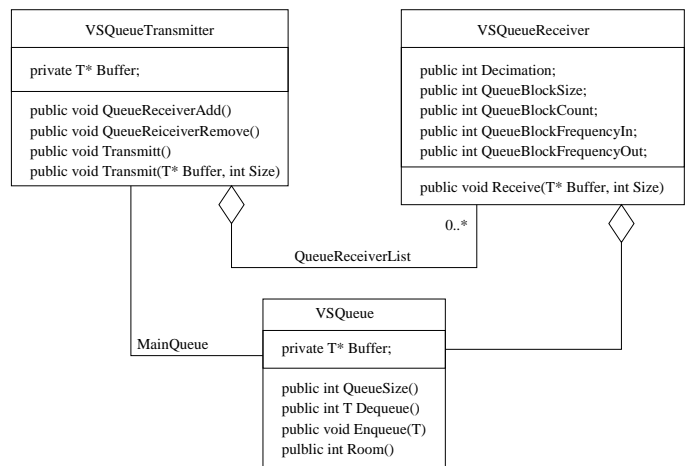 VSQueueTransmitter
private T* Buffer;
public void QueueReceiverAdd()
public void QueueReiceiverRemove()
public void Transmitt()
public void Transmit(T* Buffer, int Size)
VSQueueReceiver
public int Decimation;
public int QueueBlockSize;
public int QueueBlockCount;
public int QueueBlockFrequencyIn;
public int QueueBlockFrequencyOut;
public void Receive(T* Buffer, int Size)
0..*
QueueReceiverList
MainQueue
VSQueue
private T* Buffer;
public int QueueSize()
public int T Dequeue()
public void Enqueue(T)
pulblic int Room()